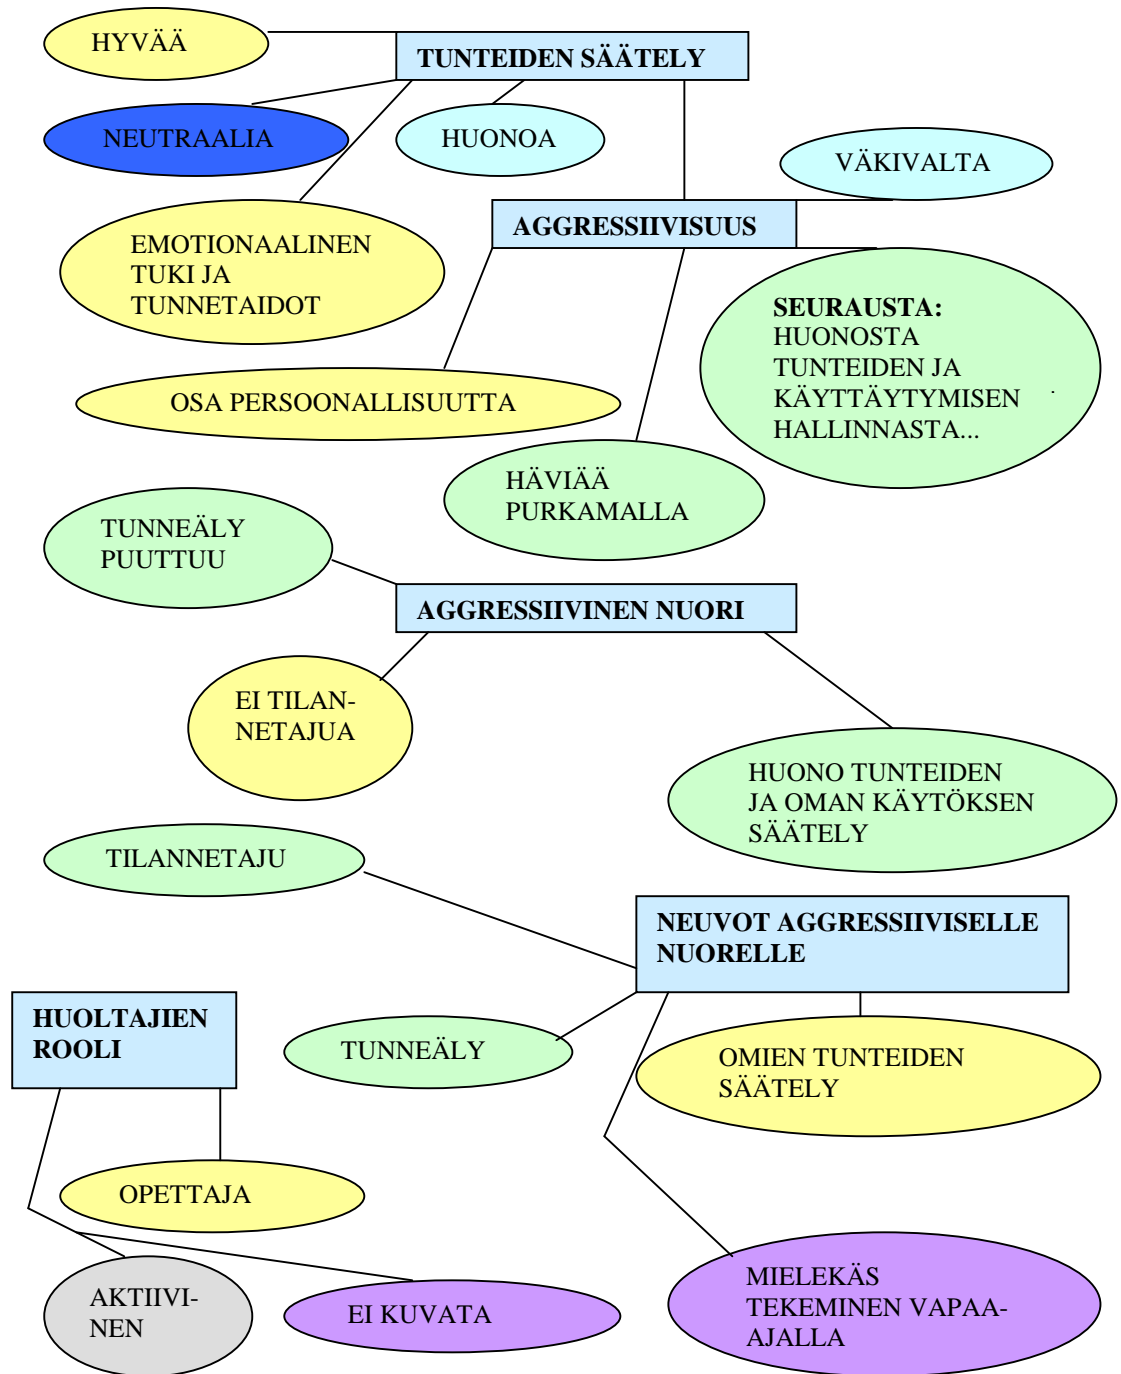 HYVÄÄ
TUNTEIDEN SÄÄTELY
NEUTRAALIA
HUONOA
VÄKIVALTA
EMOTIONAALINEN
TUKI JA
TUNNETAIDOT
AGGRESSIIVISUUS
SEURAUSTA:
HUONOSTA
TUNTEIDEN JA
KÄYTTÄYTYMISEN
HALLINNASTA...
.
OSA PERSOONALLISUUTTA
HÄVIÄÄ
PURKAMALLA
TUNNEÄLY
PUUTTUU
AGGRESSIIVINEN NUORI
EI TILAN-
NETAJUA
HUONO TUNTEIDEN
JA OMAN KÄYTÖKSEN
SÄÄTELY
TILANNETAJU
NEUVOT AGGRESSIIVISELLE
NUORELLE
HUOLTAJIEN
ROOLI
TUNNEÄLY
OMIEN TUNTEIDEN
SÄÄTELY
OPETTAJA
AKTIIVI-
NEN
EI KUVATA
MIELEKÄS
TEKEMINEN VAPAA-
AJALLA